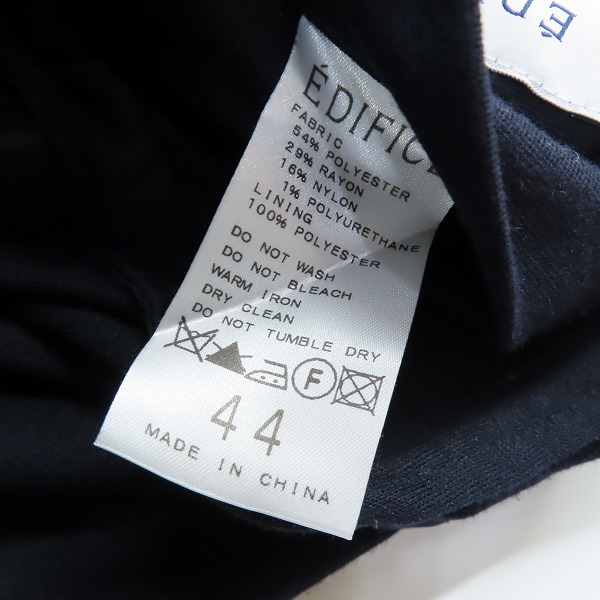 ÉDIFICE
FABRIC
54% POLYESTER
29% RAYON
16% NYLON
1% POLYURETHANE
LINING
100% POLYESTER
DO NOT WASH
DO NOT BLEACH
WARM IRON
DRY CLEAN
DO NOT TUMBLE DRY
F
44
MADE IN CHINA